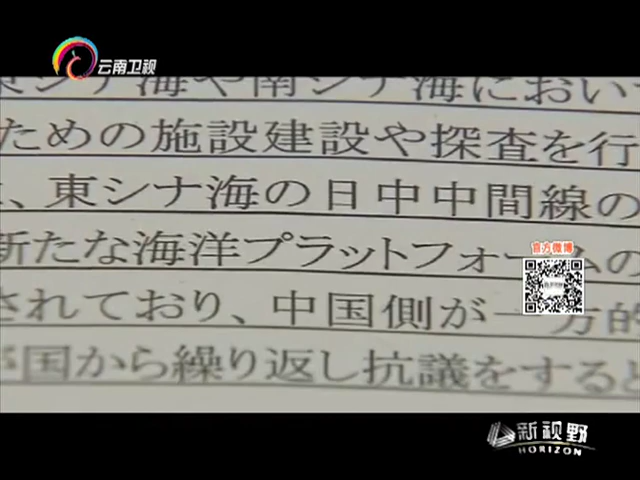 云南卫视
東シナ海や南シナ海におい
ための施設建設や探査を行
、東シナ海の日中中間線の
新たな海洋プラットフォームの
されており、中国側が一方的
国から繰り返し抗議をすると
官方微博
新视野
HORIZON